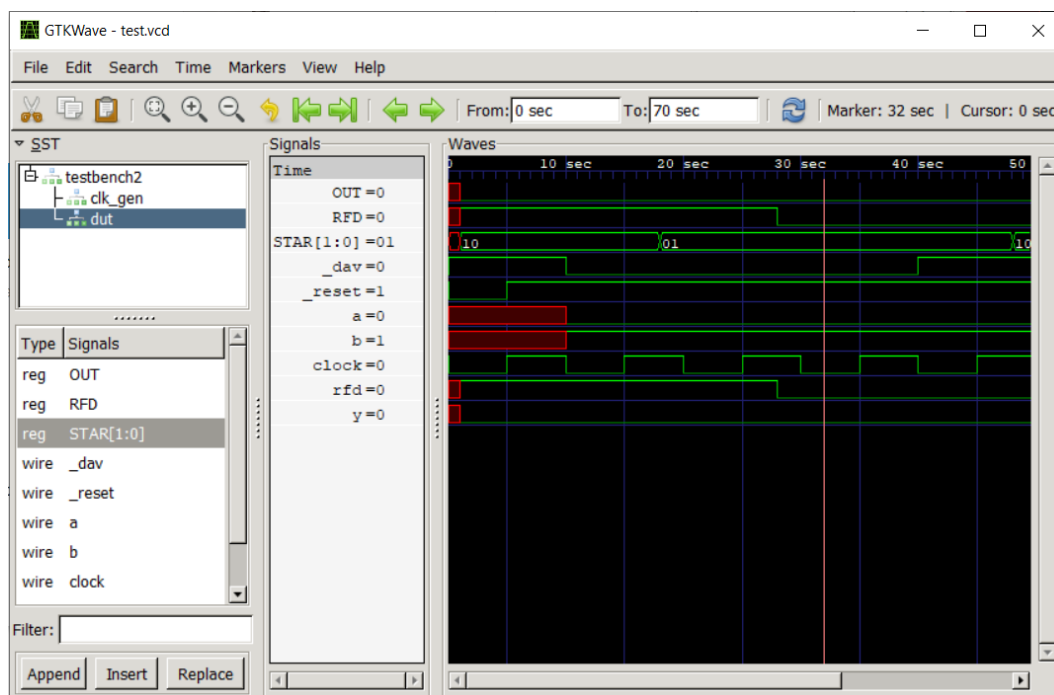 GTKWave - test.vcd
File Edit Search Time Markers View Help
From: 0 sec To: 70 sec Marker: 32 sec | Cursor: 0 sec
SST
testbench2
clk_gen
dut
Type Signals
reg OUT
reg RFD
reg STAR[1:0]
wire _dav
wire _reset
wire a
wire b
wire clock
Filter:
Append Insert Replace
Signals
Time
OUT =0
RFD =0
STAR[1:0] =01
_dav =0
_reset =1
a =0
b =1
clock =0
rfd =0
y =0
Waves
0 10 sec 20 sec 30 sec 40 sec 50
10 01 10